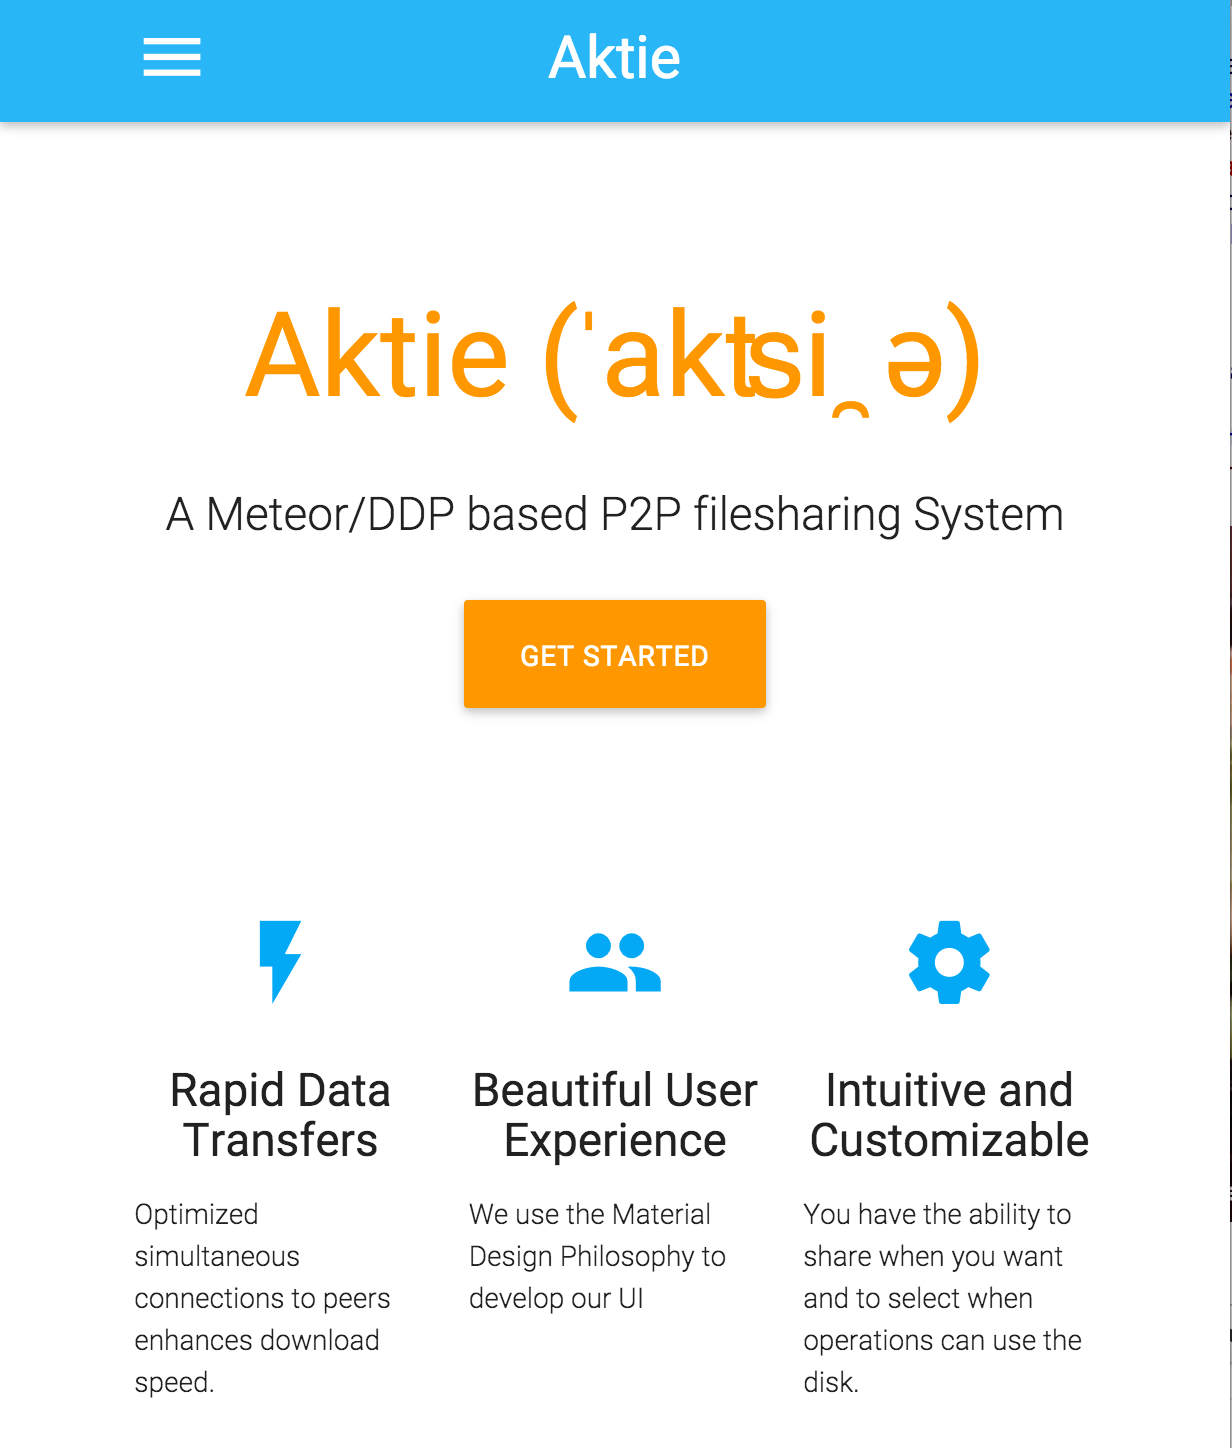 Aktie
Aktie (ˈakʦi̯ə)
A Meteor/DDP based P2P filesharing System
GET STARTED
Rapid Data
Transfers
Optimized
simultaneous
connections to peers
enhances download
speed.
Beautiful User
Experience
We use the Material
Design Philosophy to
develop our UI
Intuitive and
Customizable
You have the ability to
share when you want
and to select when
operations can use the
disk.